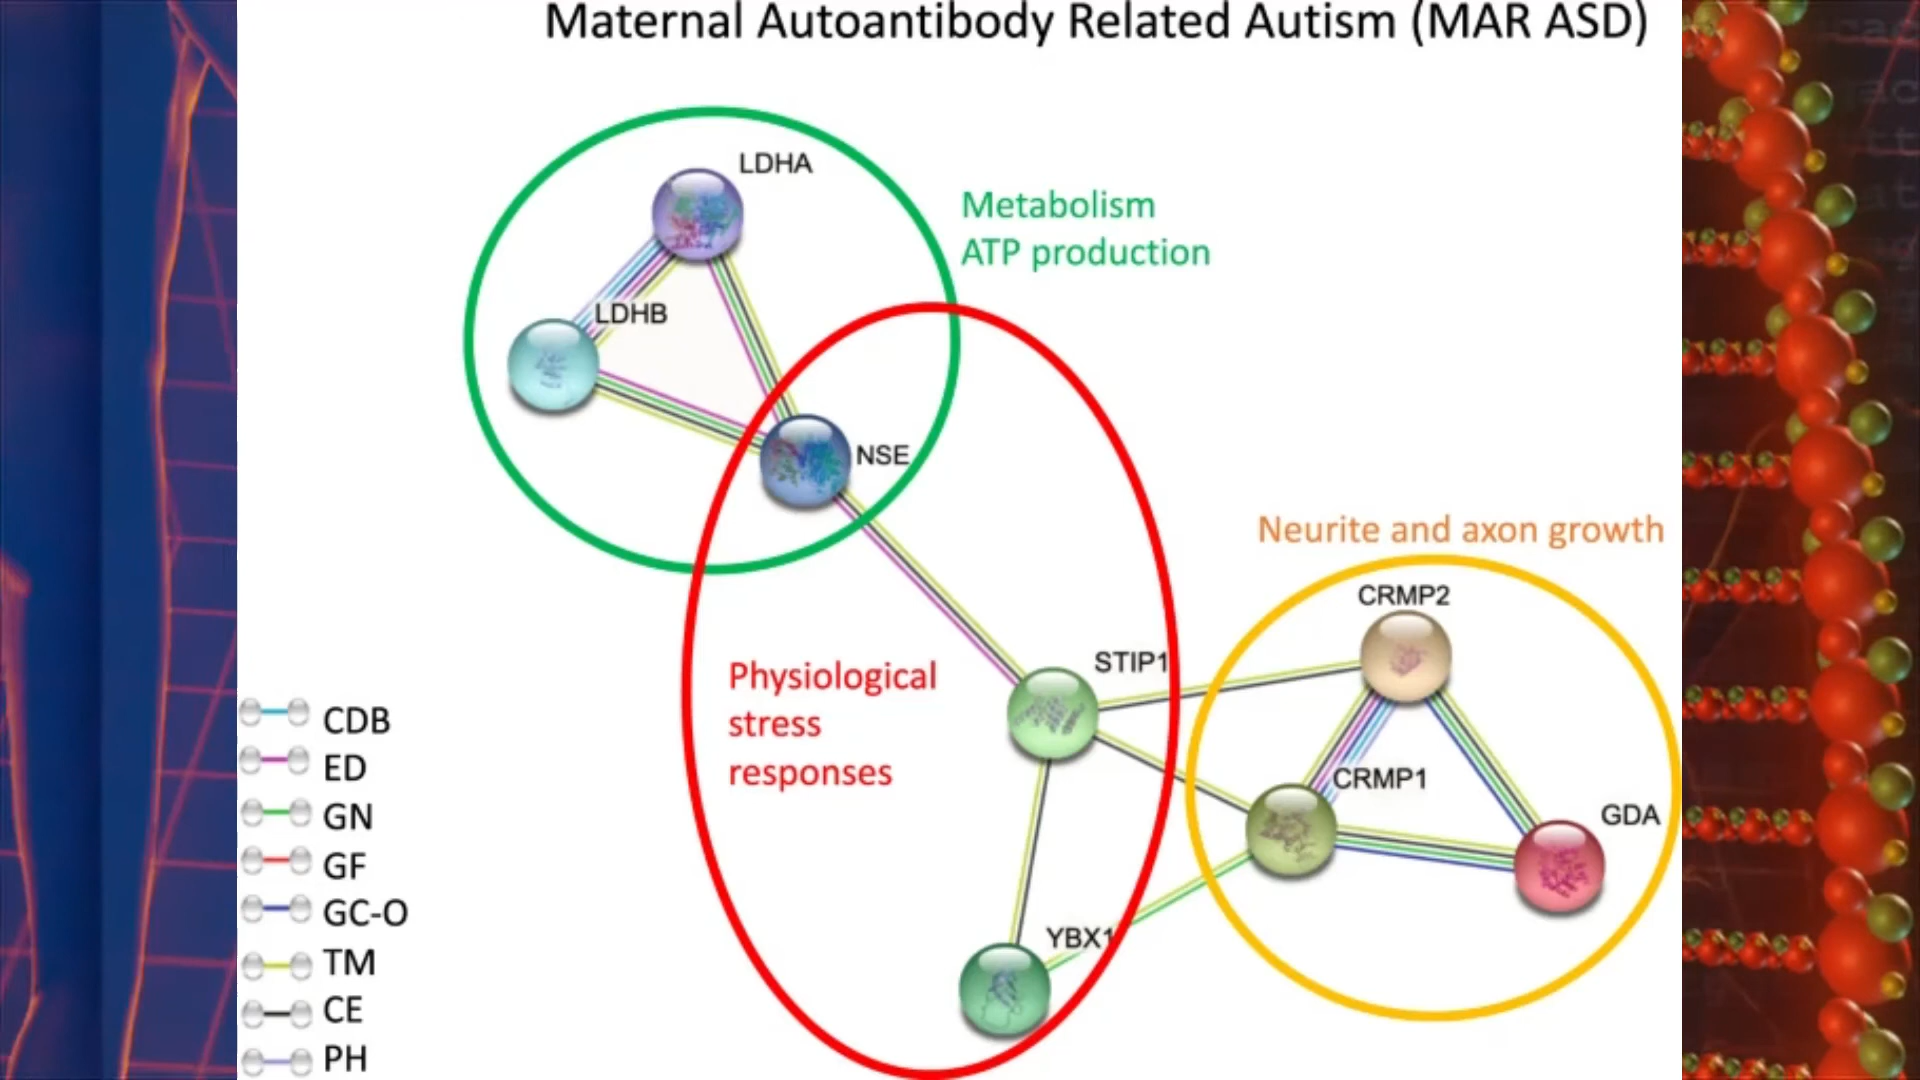 Maternal Autoantibody Related Autism (MAR ASD)
LDHA
Metabolism
ATP production
LDHB
NSE
Neurite and axon growth
CRMP2
STIP1
Physiological
stress
responses
CRMP1
GDA
YBX1
CDB
ED
GN
GF
GC-O
TM
CE
PH